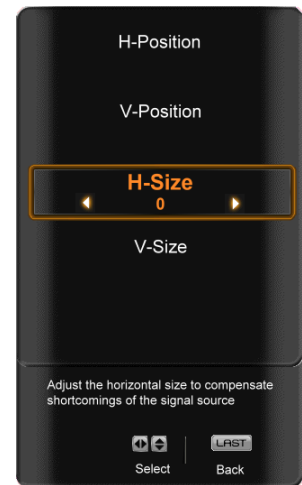 H-Position
V-Position
H-Size
0
V-Size
Adjust the horizontal size to compensate
shortcomings of the signal source
LAST
Select Back